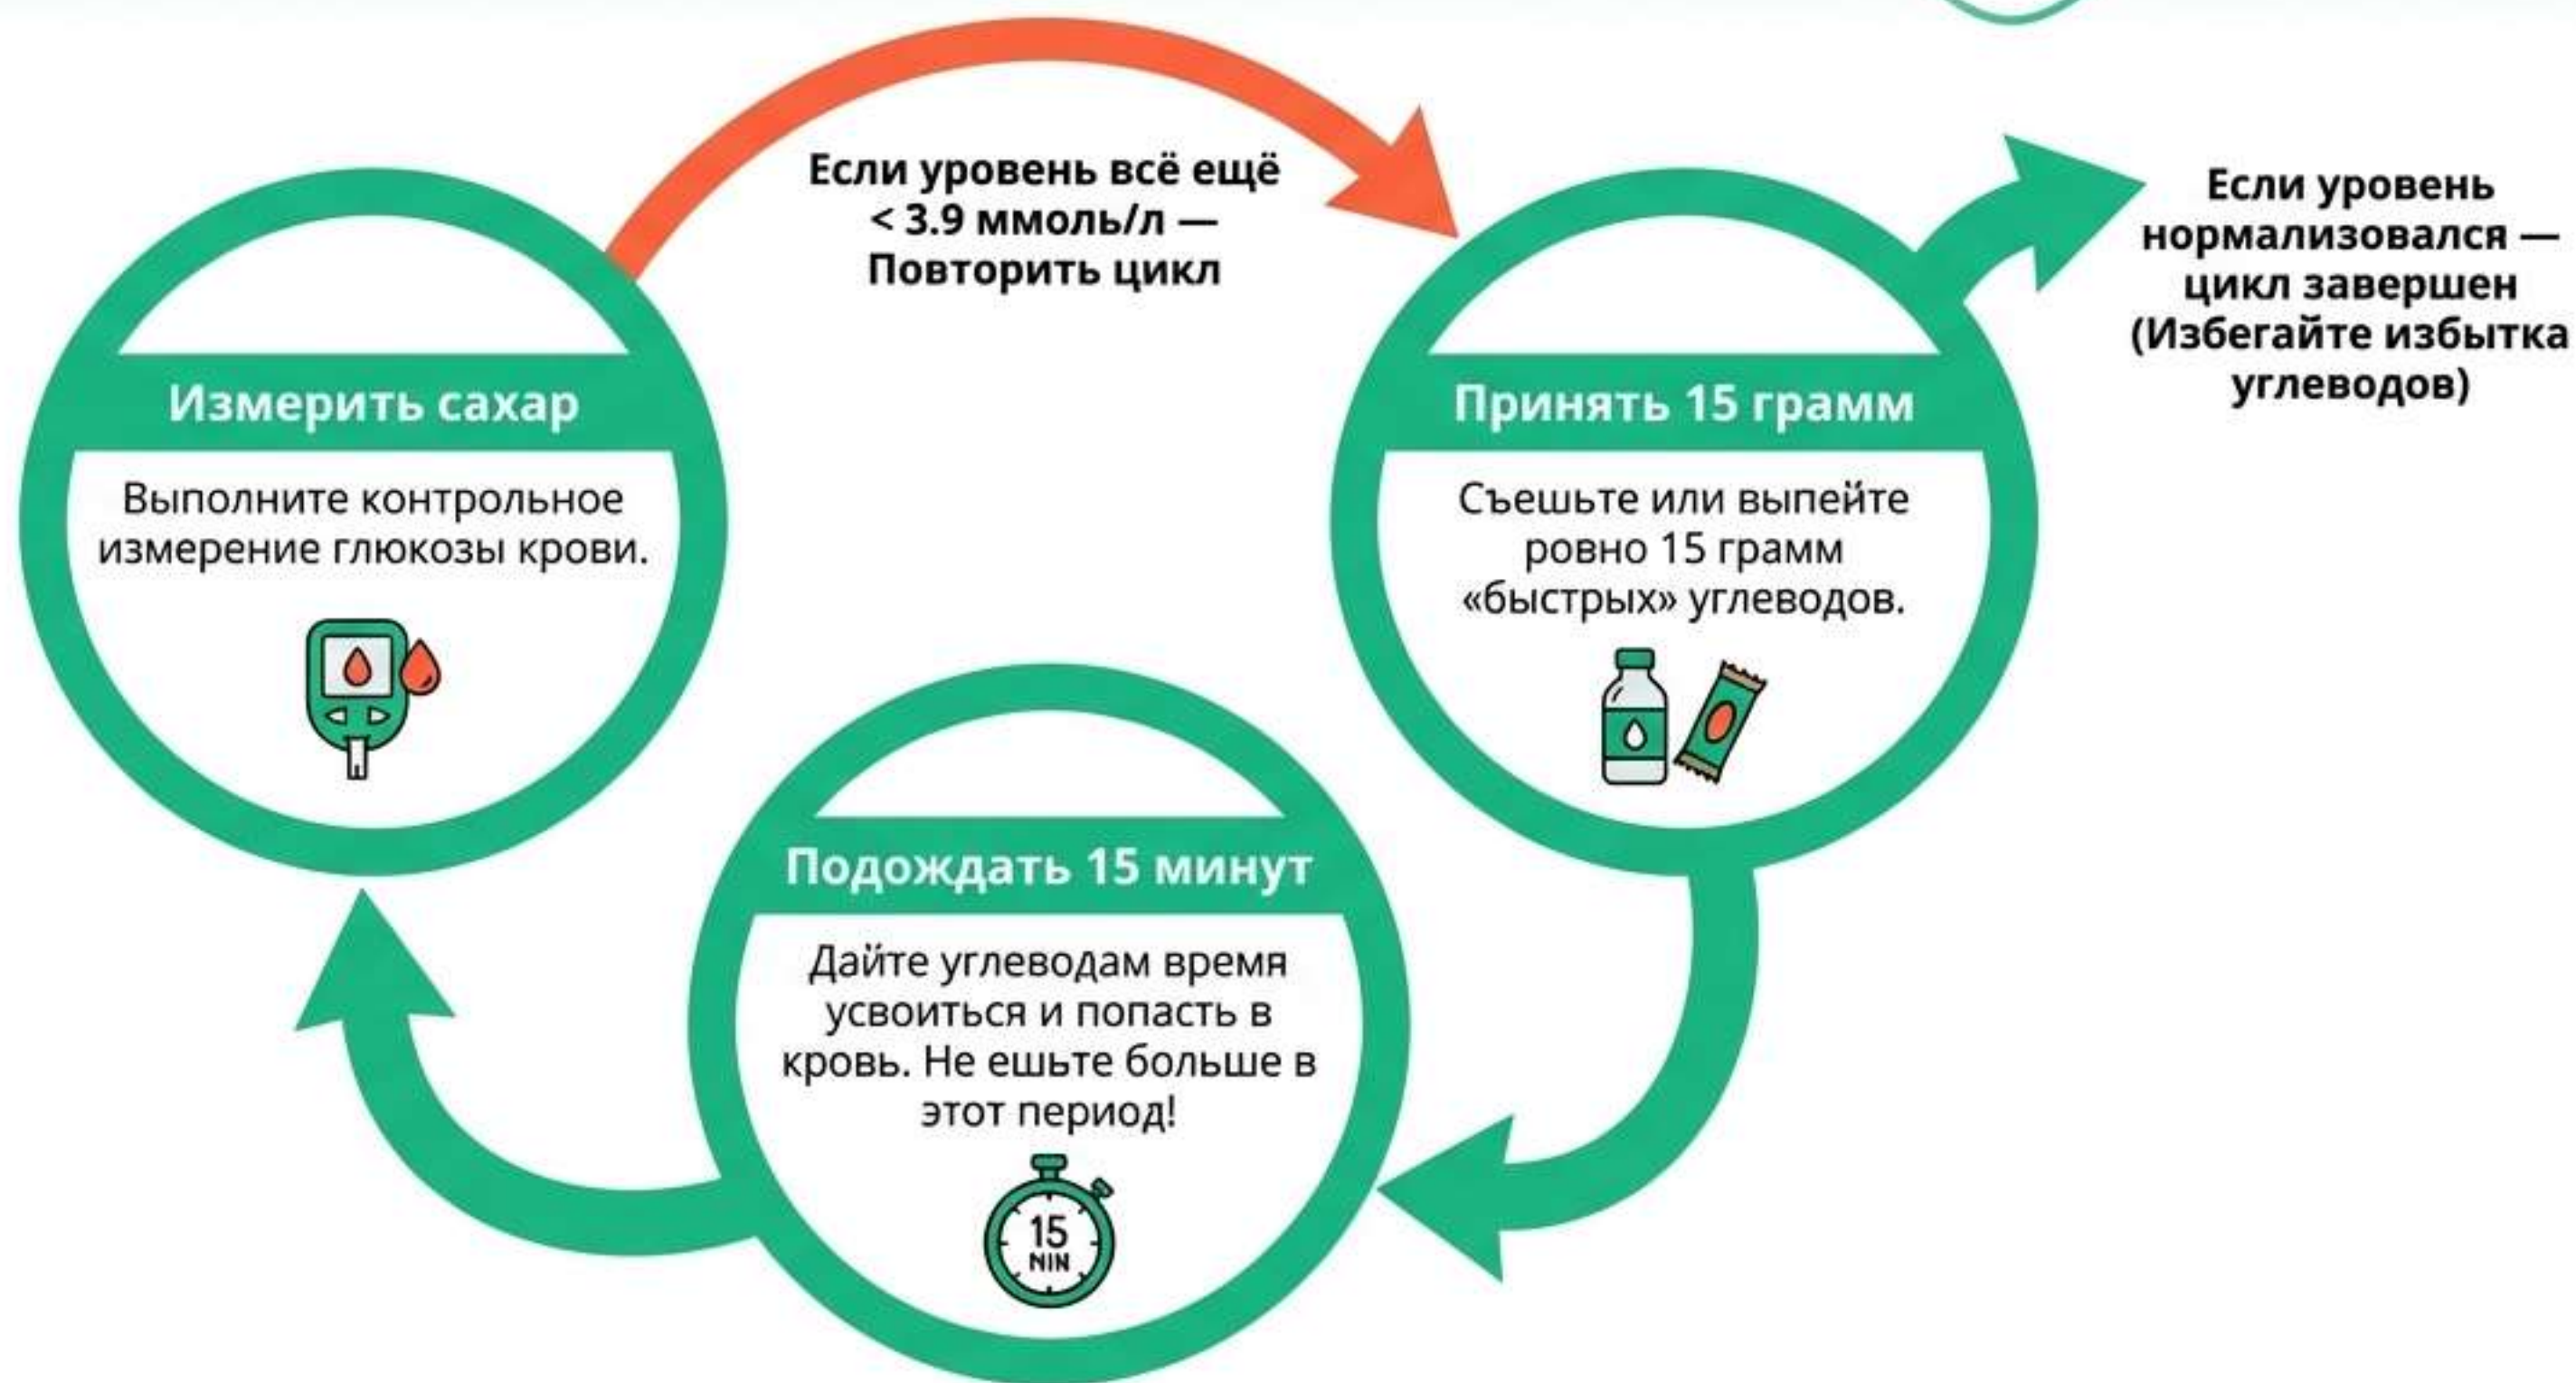 Если уровень всё ещё
< 3.9 ммоль/л —
Повторить цикл
Если уровень
нормализовался —
цикл завершен
(Избегайте избытка
углеводов)
Измерить сахар
Выполните контрольное
измерение глюкозы крови.
Принять 15 грамм
Съешьте или выпейте
ровно 15 грамм
«быстрых» углеводов.
Подождать 15 минут
Дайте углеводам время
усвоиться и попасть в
кровь. Не ешьте больше в
этот период!
15
NIN